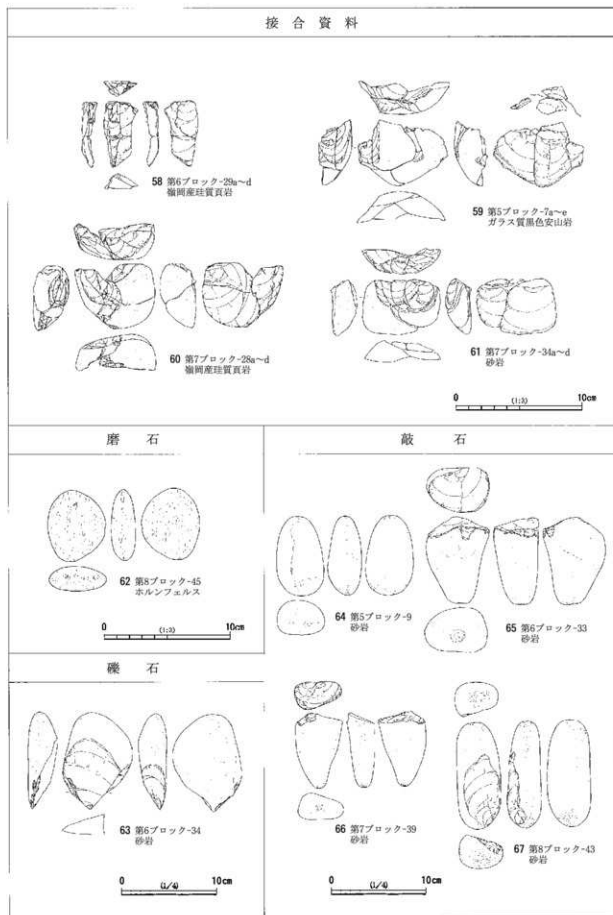 接合資料
58 第6ブロック-29a~d
嶺岡産珪質頁岩
59 第5ブロック-7a~e
ガラス質黒色安山岩
60 第7ブロック-28a~d
嶺岡産珪質頁岩
61 第7ブロック-34a~d
砂岩
0 (1:3) 10cm
磨石
敲石
62 第8ブロック-45
ホルンフェルス
0 (1:3) 10cm
64 第5ブロック-9
砂岩
65 第6ブロック-33
砂岩
礫石
63 第6ブロック-34
砂岩
0 (1/4) 10cm
66 第7ブロック-39
砂岩
67 第8ブロック-43
砂岩
0 (1/4) 10cm